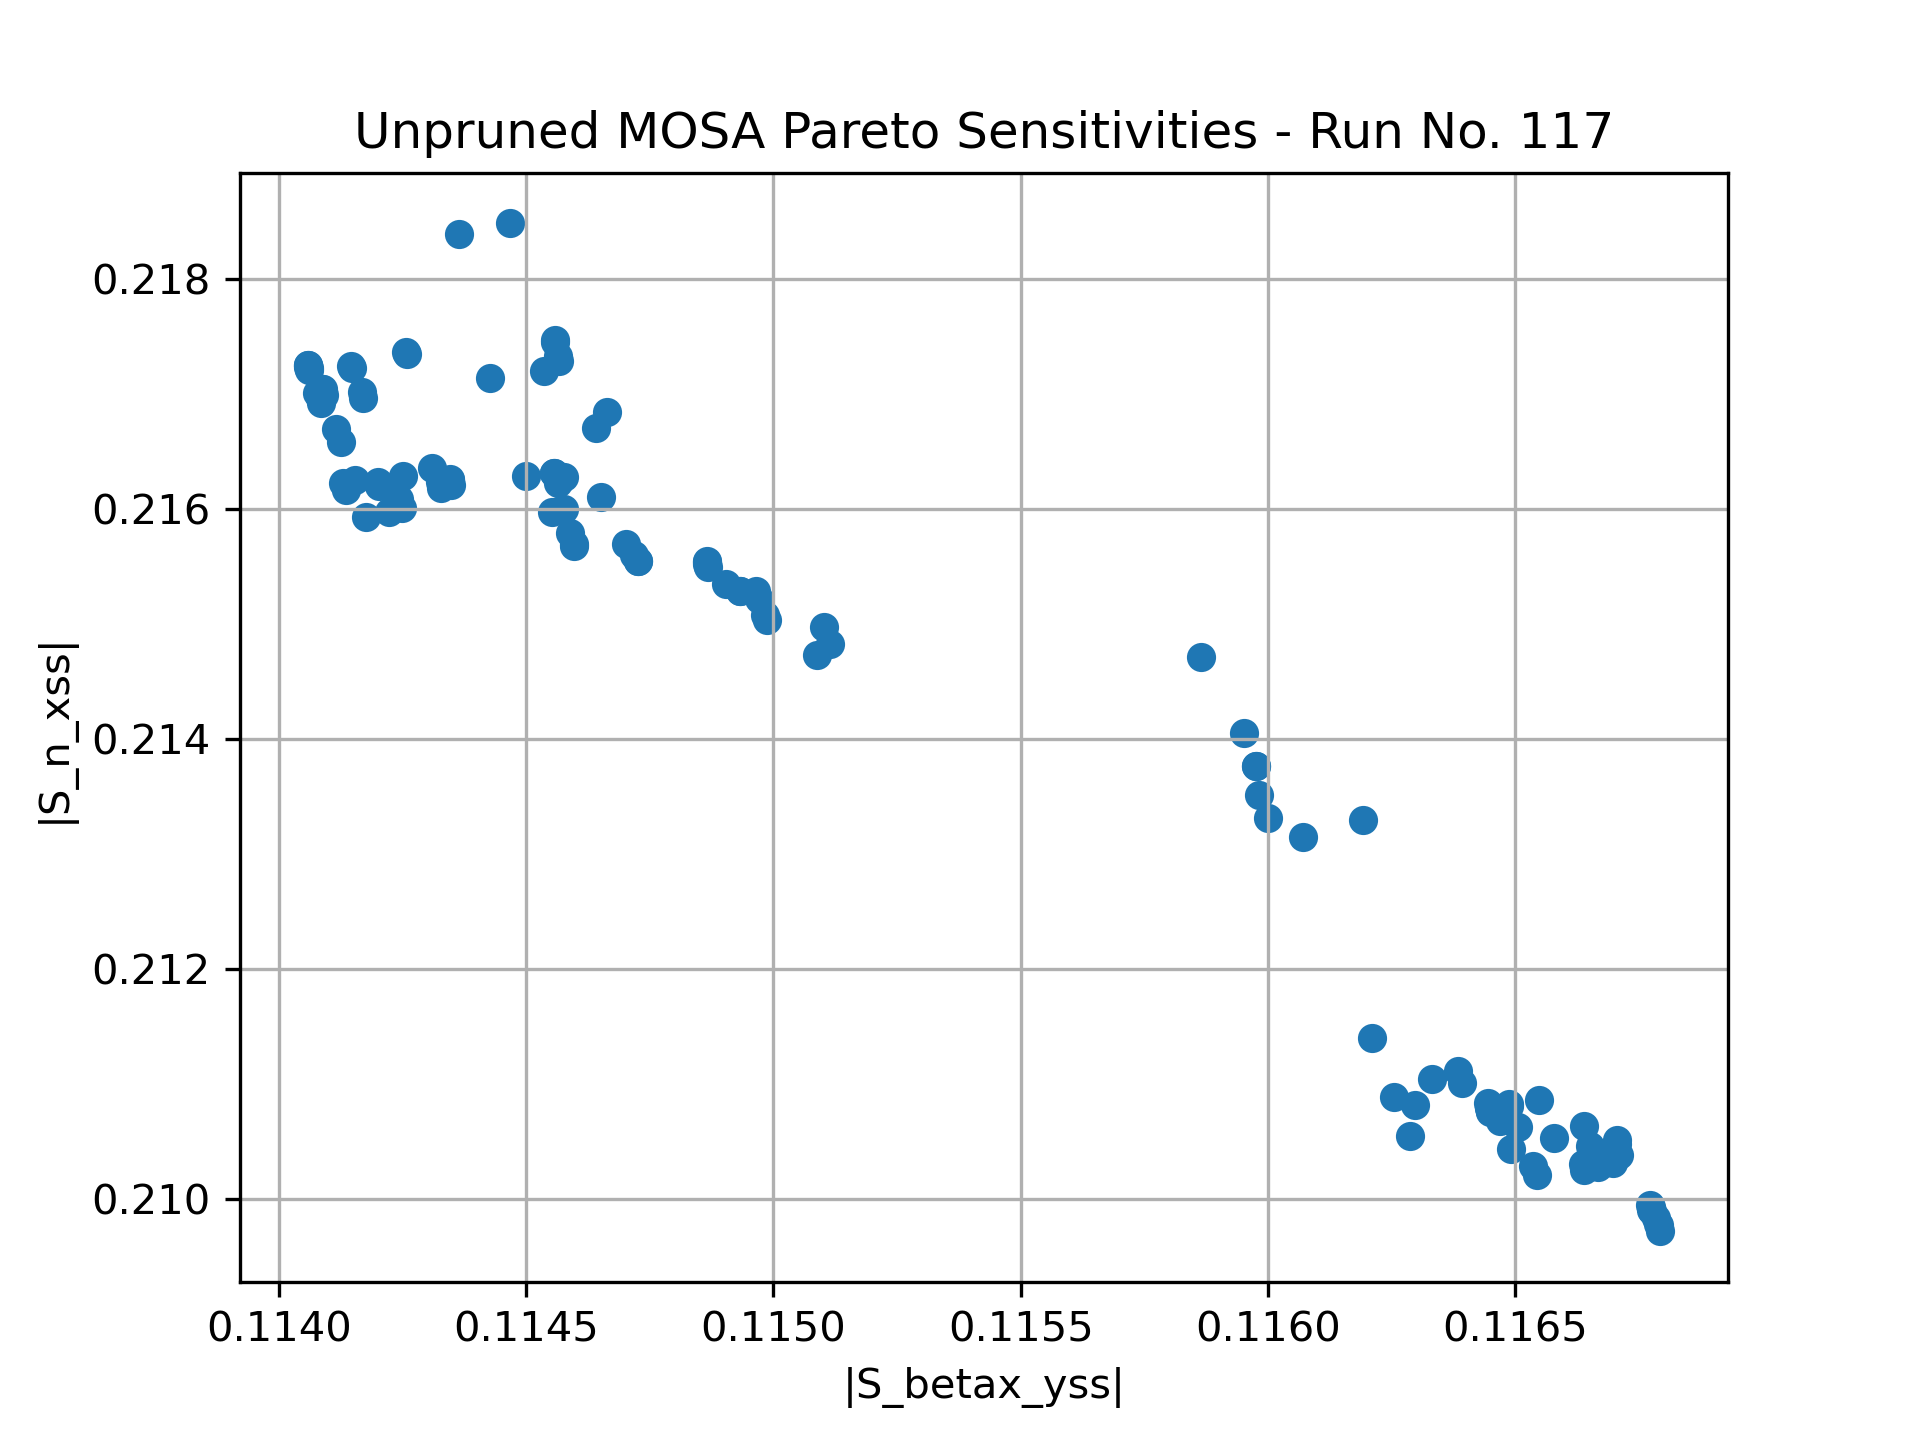 Unpruned MOSA Pareto Sensitivities - Run No. 117
|S_n_xss|
0.218
0.216
0.214
0.212
0.210
0.1140 0.1145 0.1150 0.1155 0.1160 0.1165
|S_betax_yss|